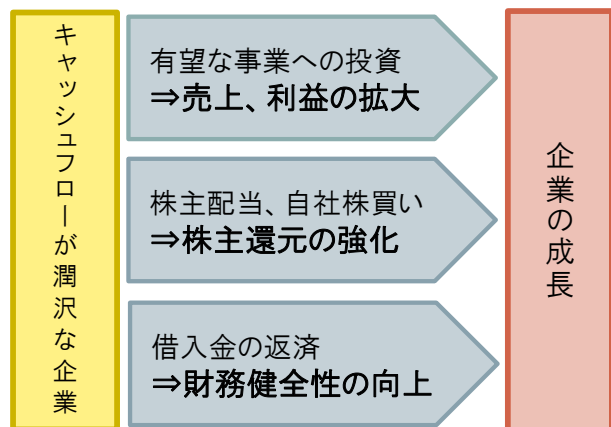 キャッシュフローが潤沢な企業
有望な事業への投資
⇒売上、利益の拡大
株主配当、自社株買い
⇒株主還元の強化
借入金の返済
⇒財務健全性の向上
企業の成長